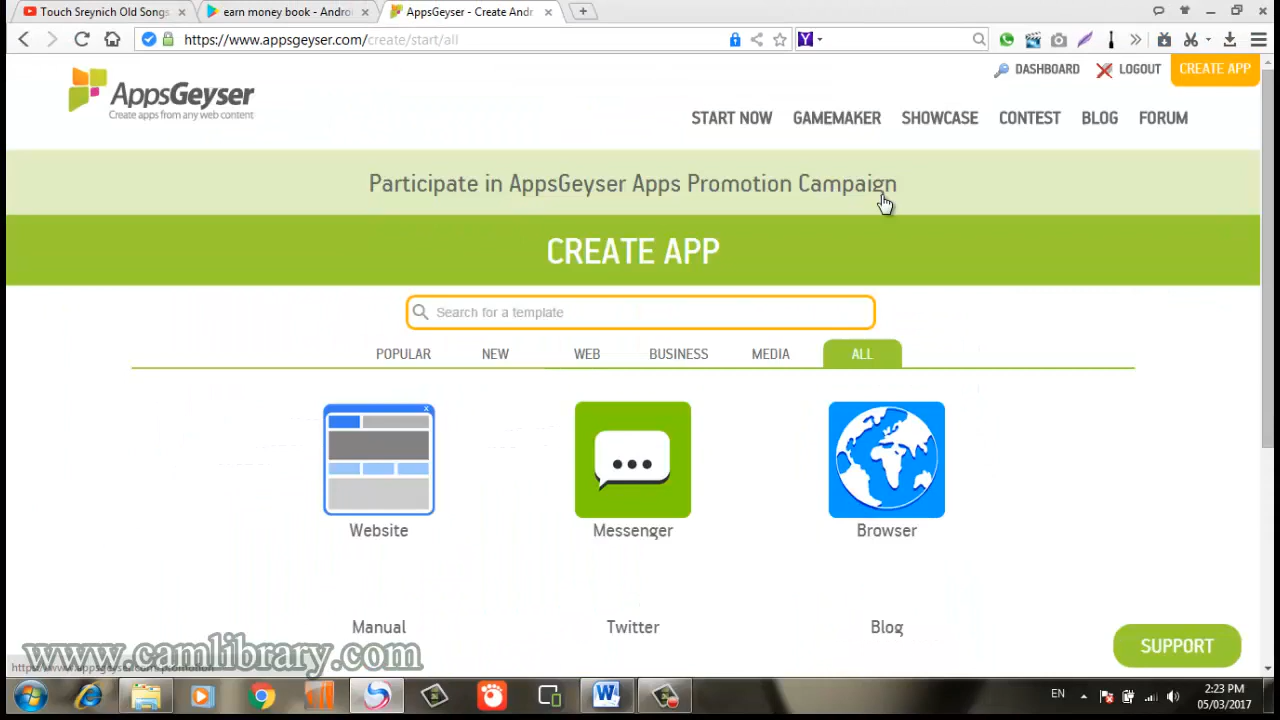 Touch Sreynich Old Songs
earn money book - Androi
AppsGeyser - Create Andr
https://www.appsgeyser.com/create/start/all
DASHBOARD
LOGOUT
CREATE APP
AppsGeyser
Create apps from any web content
START NOW
GAMEMAKER
SHOWCASE
CONTEST
BLOG
FORUM
Participate in AppsGeyser Apps Promotion Campaign
CREATE APP
Search for a template
POPULAR
NEW
WEB
BUSINESS
MEDIA
ALL
Website
Messenger
Browser
Manual
Twitter
Blog
www.camlibrary.com
SUPPORT
EN
2:23 PM
05/03/2017